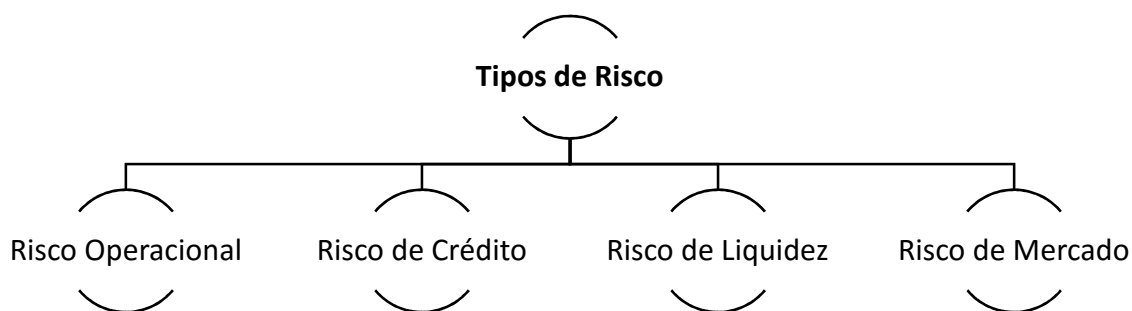 Tipos de Risco
Risco Operacional
Risco de Crédito
Risco de Liquidez
Risco de Mercado